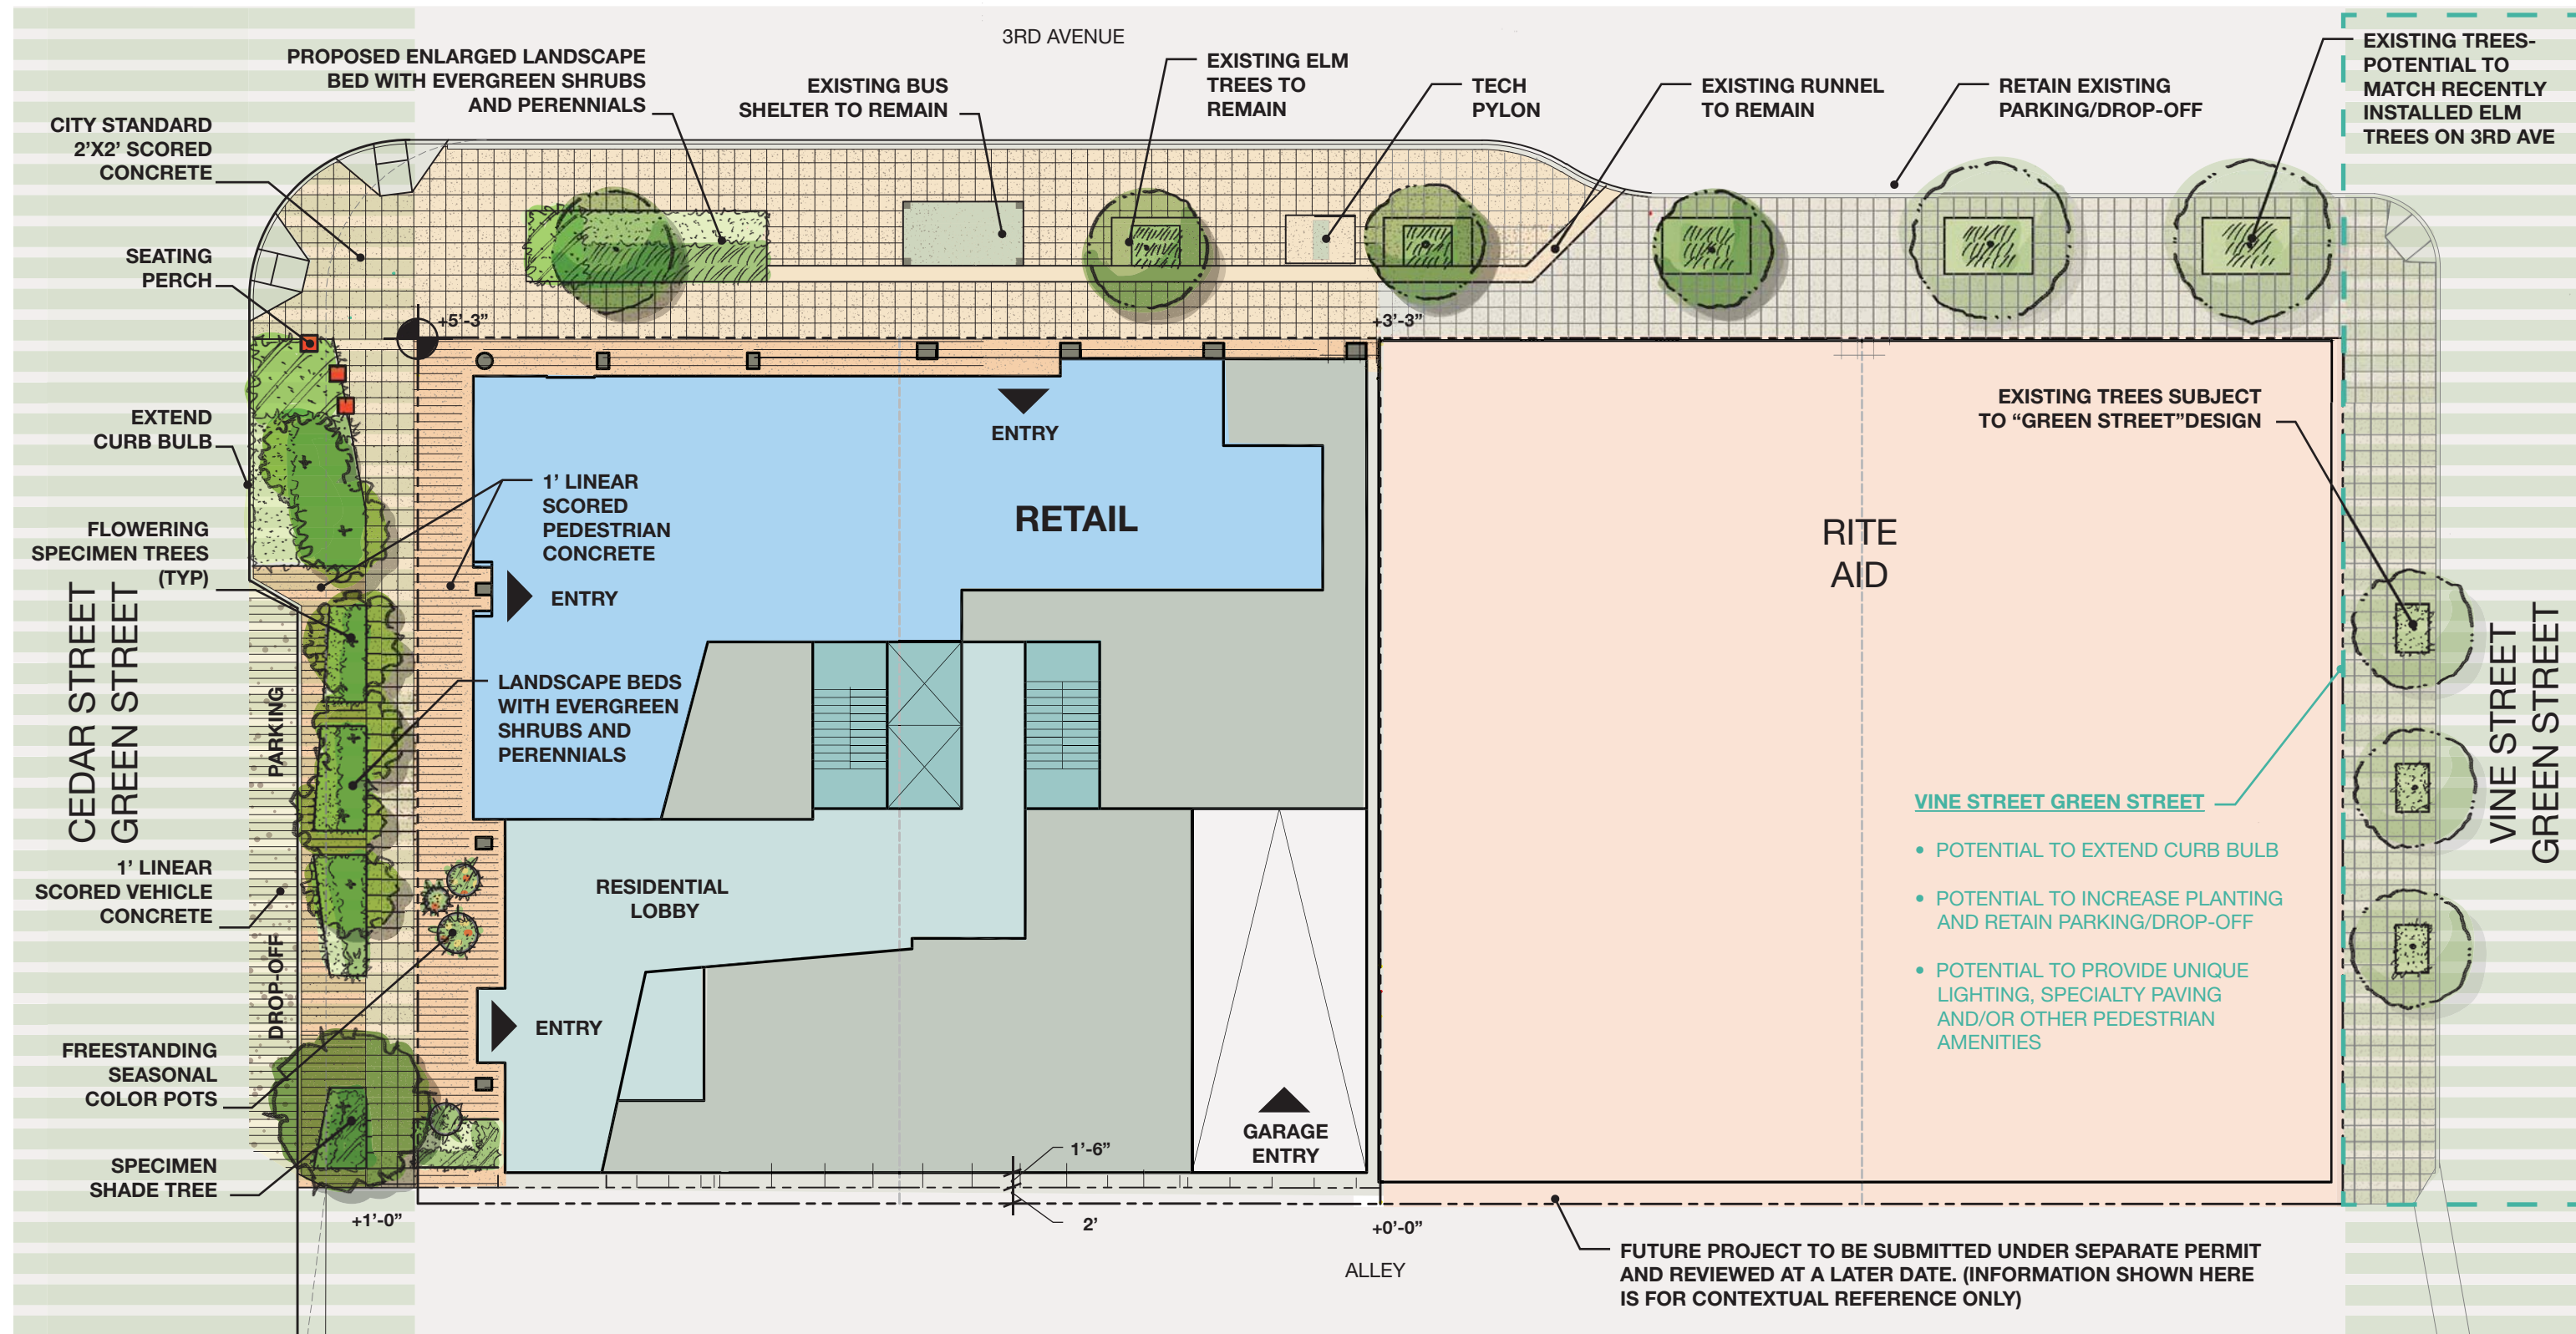 3RD AVENUE
PROPOSED ENLARGED LANDSCAPE
BED WITH EVERGREEN SHRUBS
AND PERENNIALS
EXISTING BUS
SHELTER TO REMAIN
EXISTING ELM
TREES TO
REMAIN
TECH
PYLON
EXISTING RUNNEL
TO REMAIN
RETAIN EXISTING
PARKING/DROP-OFF
EXISTING TREES-
POTENTIAL TO
MATCH RECENTLY
INSTALLED ELM
TREES ON 3RD AVE
CITY STANDARD
2’X2’ SCORED
CONCRETE
SEATING
PERCH
+5’-3”
+3’-3”
EXTEND
CURB BULB
FLOWERING
SPECIMEN TREES
(TYP)
CEDAR STREET
GREEN STREET
PARKING
DROP-OFF
1’ LINEAR
SCORED VEHICLE
CONCRETE
FREESTANDING
SEASONAL
COLOR POTS
SPECIMEN
SHADE TREE
+1’-0”
ENTRY
RETAIL
1’ LINEAR
SCORED
PEDESTRIAN
CONCRETE
ENTRY
LANDSCAPE BEDS
WITH EVERGREEN
SHRUBS AND
PERENNIALS
RESIDENTIAL
LOBBY
ENTRY
GARAGE
ENTRY
1’-6”
2’
+0’-0”
ALLEY
RITE
AID
EXISTING TREES SUBJECT
TO “GREEN STREET”DESIGN
VINE STREET GREEN STREET
• POTENTIAL TO EXTEND CURB BULB
• POTENTIAL TO INCREASE PLANTING
AND RETAIN PARKING/DROP-OFF
• POTENTIAL TO PROVIDE UNIQUE
LIGHTING, SPECIALTY PAVING
AND/OR OTHER PEDESTRIAN
AMENITIES
VINE STREET
GREEN STREET
FUTURE PROJECT TO BE SUBMITTED UNDER SEPARATE PERMIT
AND REVIEWED AT A LATER DATE. (INFORMATION SHOWN HERE
IS FOR CONTEXTUAL REFERENCE ONLY)